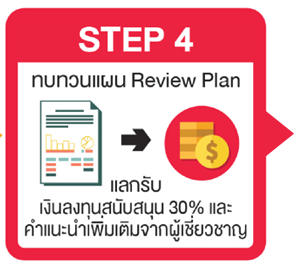 STEP 4
ทบทวนแผน Review Plan
$
แลกรับ
เงินลงทุนสนับสนุน 30% และ
คำแนะนำเพิ่มเติมจากผู้เชี่ยวชาญ